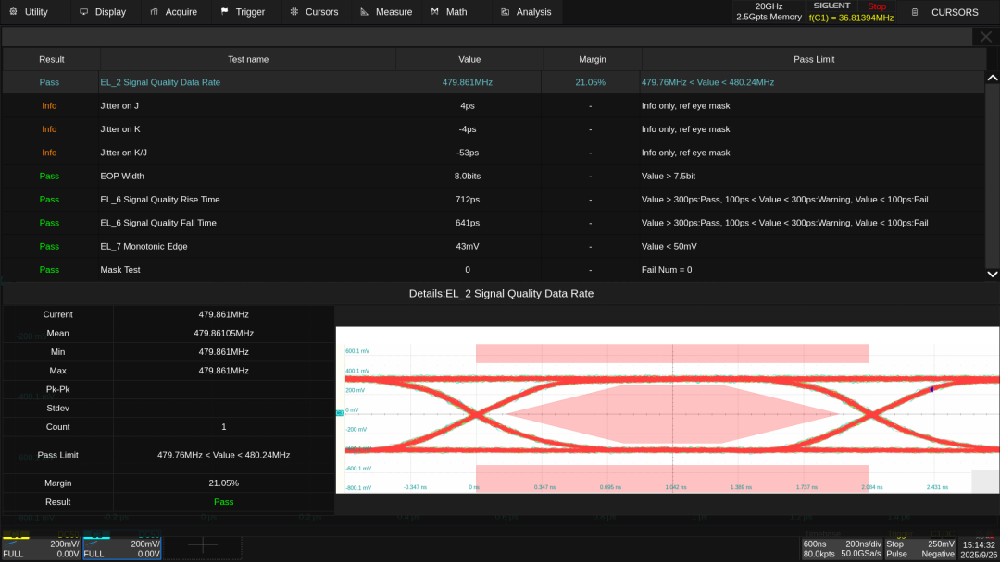 Utility Display Acquire Trigger Cursors Measure Math Analysis
20GHz SIGLENT Stop CURSORS
2.5Gpts Memory f(C1) = 36.81394MHz
Result Test name Value Margin Pass Limit
Pass EL_2 Signal Quality Data Rate 479.861MHz 21.05% 479.76MHz < Value < 480.24MHz
Info Jitter on J 4ps - Info only, ref eye mask
Info Jitter on K -4ps - Info only, ref eye mask
Info Jitter on K/J -53ps - Info only, ref eye mask
Pass EOP Width 8.0bits - Value > 7.5bit
Pass EL_6 Signal Quality Rise Time 712ps - Value > 300ps:Pass, 100ps < Value < 300ps:Warning, Value < 100ps:Fail
Pass EL_6 Signal Quality Fall Time 641ps - Value > 300ps:Pass, 100ps < Value < 300ps:Warning, Value < 100ps:Fail
Pass EL_7 Monotonic Edge 43mV - Value < 50mV
Pass Mask Test 0 - Fail Num = 0
Details:EL_2 Signal Quality Data Rate
Current 479.861MHz
Mean 479.86105MHz
Min 479.861MHz
Max 479.861MHz
Pk-Pk
Stdev
Count 1
Pass Limit 479.76MHz < Value < 480.24MHz
Margin 21.05%
Result Pass
600.1 mV
400.1 mV
200 mV
0 mV
-200 mV
-600.1 mV
-800.1 mV
-0.347 ns 0 ns 0.347 ns 0.695 ns 1.042 ns 1.389 ns 1.737 ns 2.084 ns 2.431 ns
200mV/ 200mV/ 600ns 200ns/div Stop 250mV 15:14:32
FULL 0.00V FULL 0.00V 80.0kpts 50.0GSa/s Pulse Negative 2025/9/26